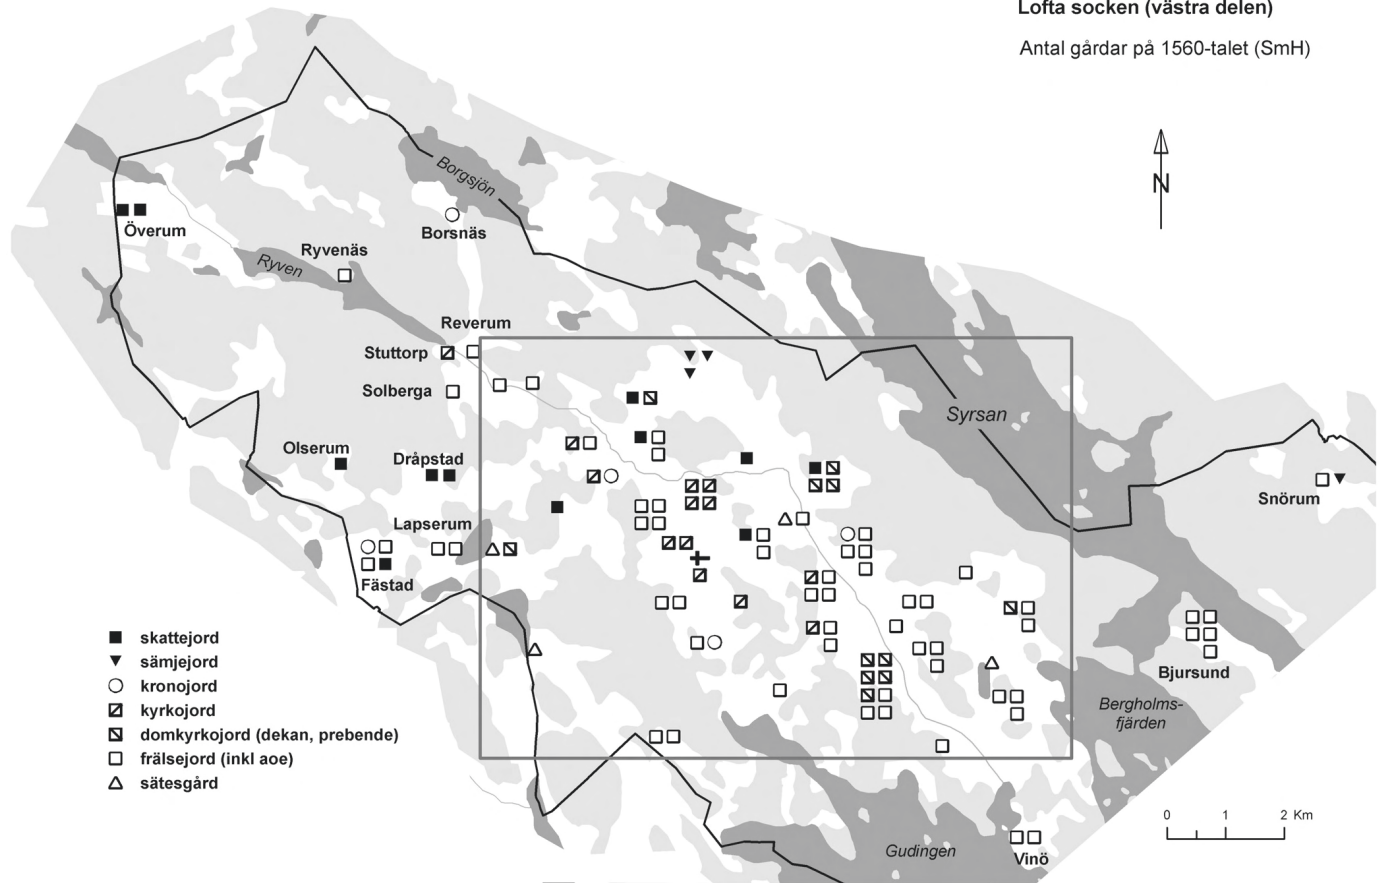 Lofta socken (västra delen)
Antal gårdar på 1560-talet (SmH)
N
Borgsjön
Överum
Borsnäs
Ryvenäs
Ryven
Reverum
Stuttorp
Solberga
Syrsan
Olserum
Dråpstad
Snörum
Lapserum
Fästad
skattejord
sämjejord
kronojord
kyrkojord
domkyrkojord (dekan, prebende)
frälsejord (inkl aoe)
sätesgård
Bjursund
Bergholms-
fjärden
0 1 2 Km
Gudingen
Vinö